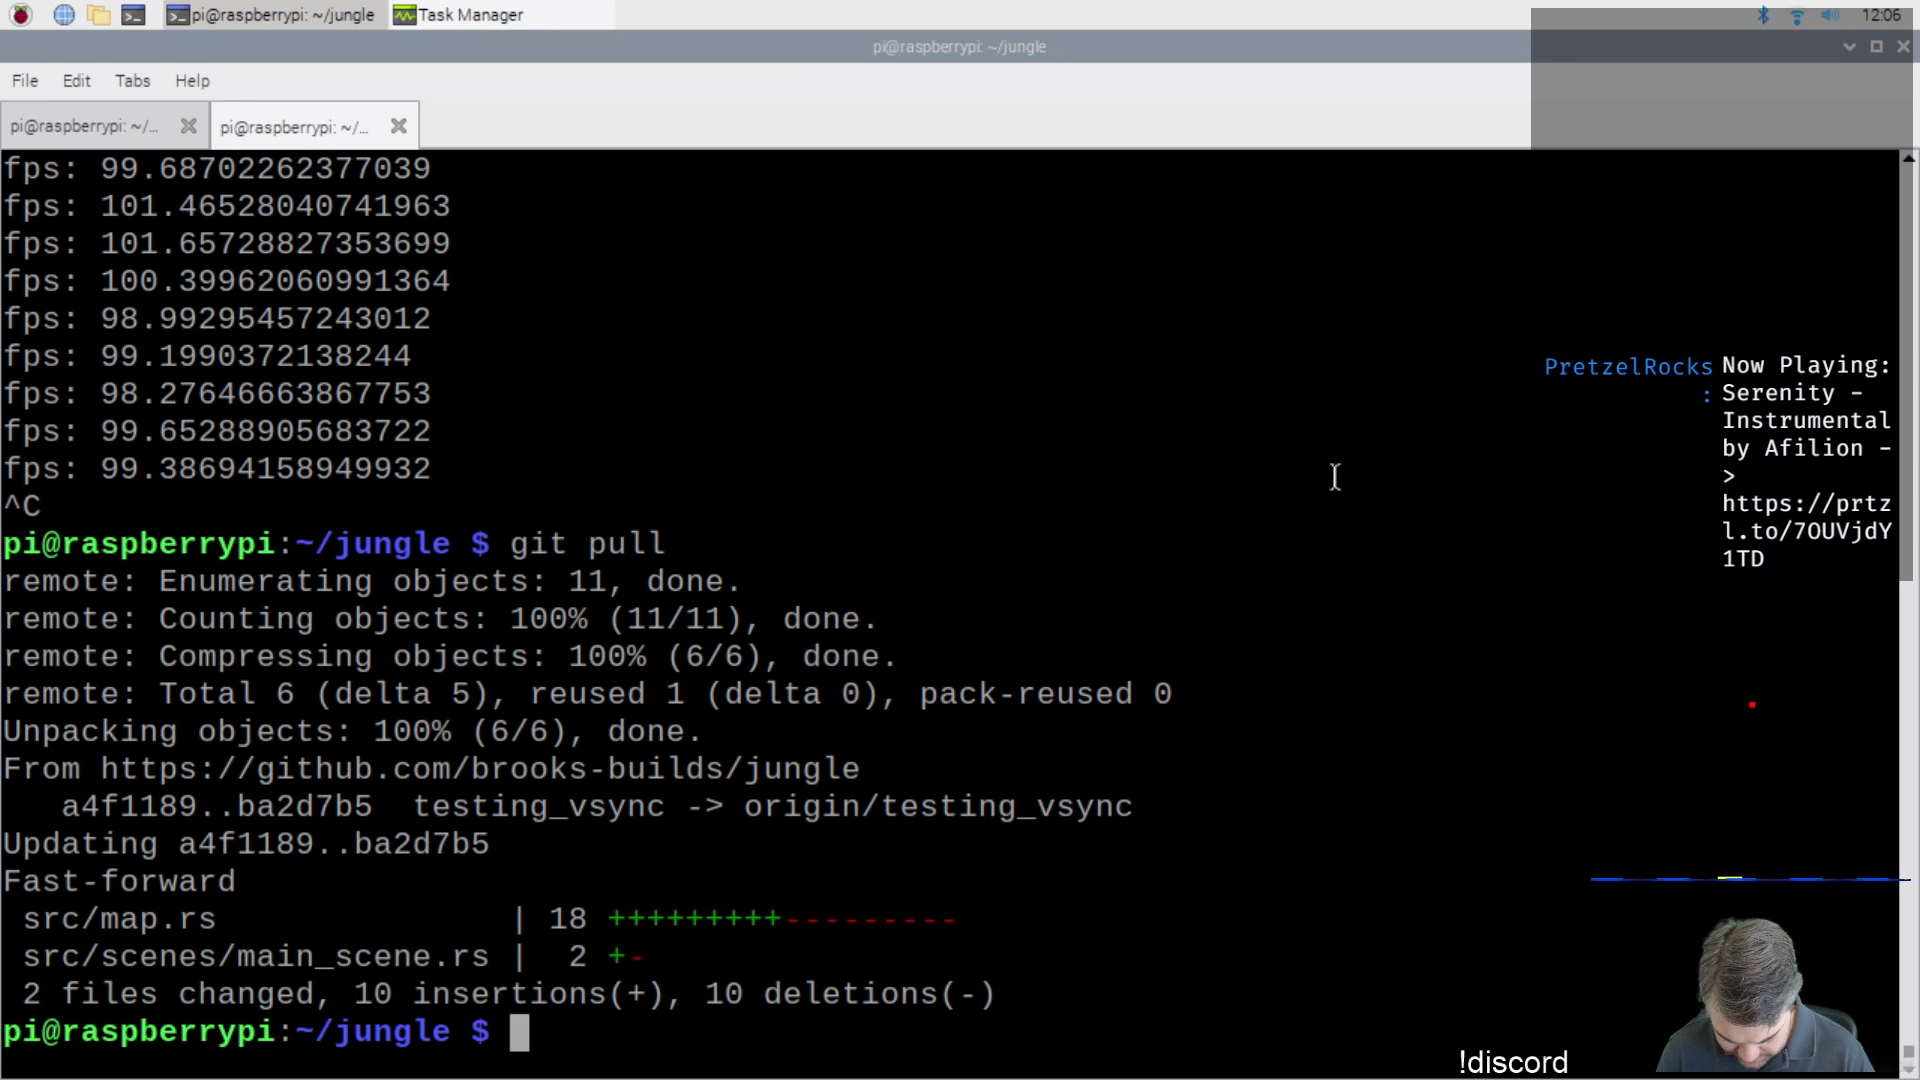 pi@raspberrypi: ~/jungle
Task Manager
12:06
pi@raspberrypi: ~/jungle
File Edit Tabs Help
pi@raspberrypi: ~/...
pi@raspberrypi: ~/...
fps: 99.68702262377039
fps: 101.46528040741963
fps: 101.65728827353699
fps: 100.39962060991364
fps: 98.99295457243012
fps: 99.1990372138244
fps: 98.27646663867753
fps: 99.65288905683722
fps: 99.38694158949932
^C
pi@raspberrypi:~/jungle $ git pull
remote: Enumerating objects: 11, done.
remote: Counting objects: 100% (11/11), done.
remote: Compressing objects: 100% (6/6), done.
remote: Total 6 (delta 5), reused 1 (delta 0), pack-reused 0
Unpacking objects: 100% (6/6), done.
From https://github.com/brooks-builds/jungle
a4f1189..ba2d7b5 testing_vsync -> origin/testing_vsync
Updating a4f1189..ba2d7b5
Fast-forward
src/map.rs | 18 +++++++++---------
src/scenes/main_scene.rs | 2 +-
2 files changed, 10 insertions(+), 10 deletions(-)
pi@raspberrypi:~/jungle $
PretzelRocks Now Playing:
: Serenity -
Instrumental
by Afilion -
>
https://prtz
l.to/7OUVjdY
1TD
!discord